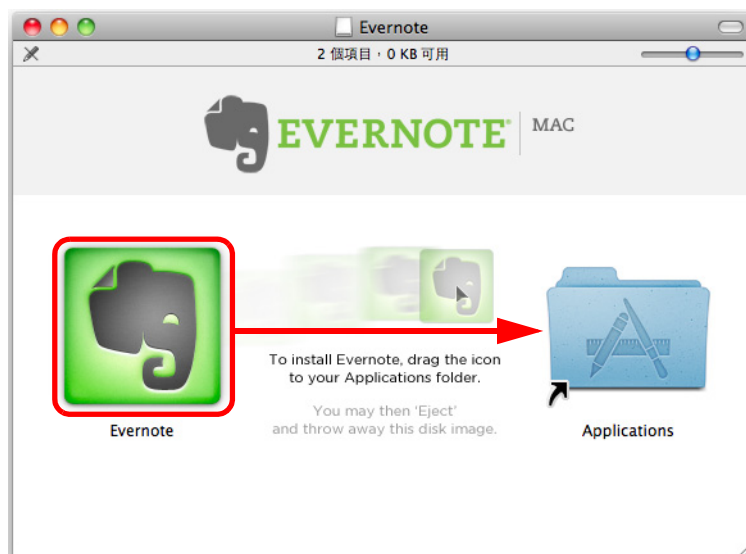 Evernote
2 個項目，0 KB 可用
EVERNOTE® MAC
To install Evernote, drag the icon
to your Applications folder.
You may then 'Eject'
and throw away this disk image.
Evernote
Applications